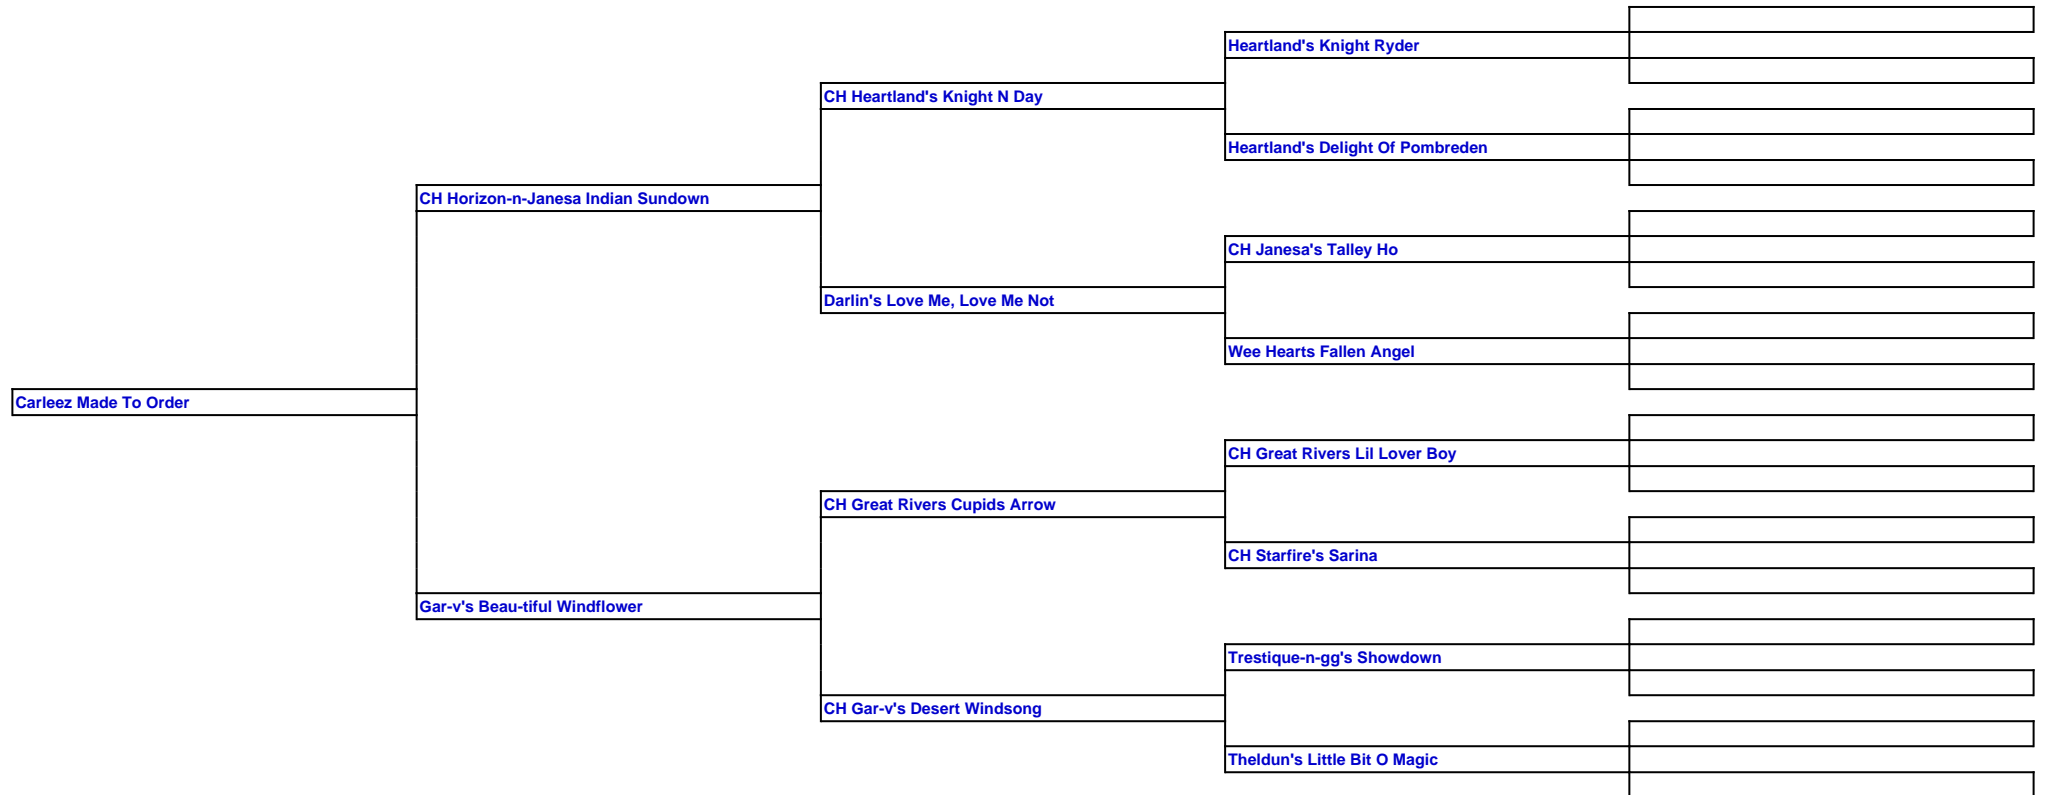 Heartland's Knight Ryder
CH Heartland's Knight N Day
Heartland's Delight Of Pombreden
CH Horizon-n-Janesa Indian Sundown
CH Janesa's Talley Ho
Darlin's Love Me, Love Me Not
Wee Hearts Fallen Angel
Carleez Made To Order
CH Great Rivers Lil Lover Boy
CH Great Rivers Cupids Arrow
CH Starfire's Sarina
Gar-v's Beau-tiful Windflower
Trestique-n-gg's Showdown
CH Gar-v's Desert Windsong
Theldun's Little Bit O Magic